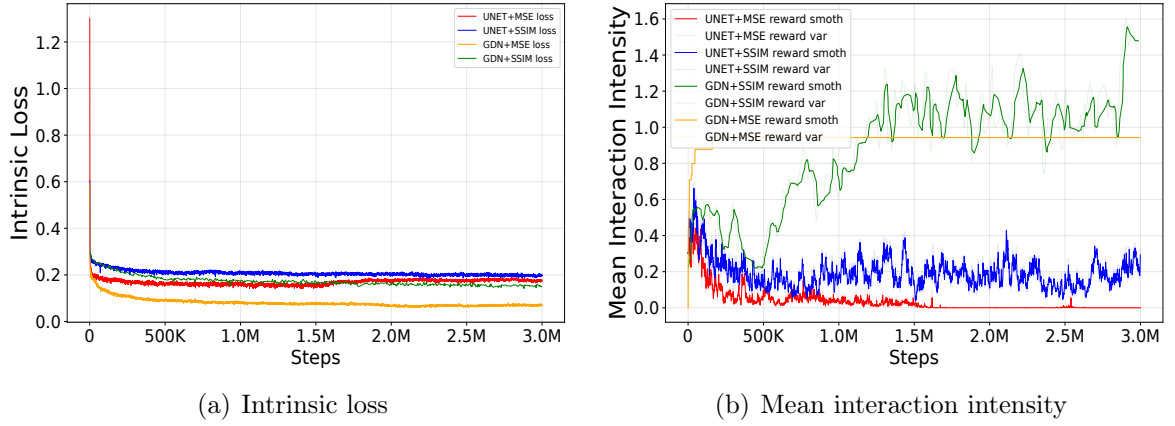 Intrinsic Loss
1.2
1.0
0.8
0.6
0.4
0.2
0.0
UNET+MSE loss
UNET+SSIM loss
GDN+MSE loss
GDN+SSIM loss
0
500K
1.0M
1.5M
2.0M
2.5M
3.0M
Steps
(a) Intrinsic loss
Mean Interaction Intensity
1.6
1.4
1.2
1.0
0.8
0.6
0.4
0.2
0.0
UNET+MSE reward smoth
UNET+MSE reward var
UNET+SSIM reward smoth
UNET+SSIM reward var
GDN+SSIM reward smoth
GDN+SSIM reward var
GDN+MSE reward smoth
GDN+MSE reward var
0
500K
1.0M
1.5M
2.0M
2.5M
3.0M
Steps
(b) Mean interaction intensity